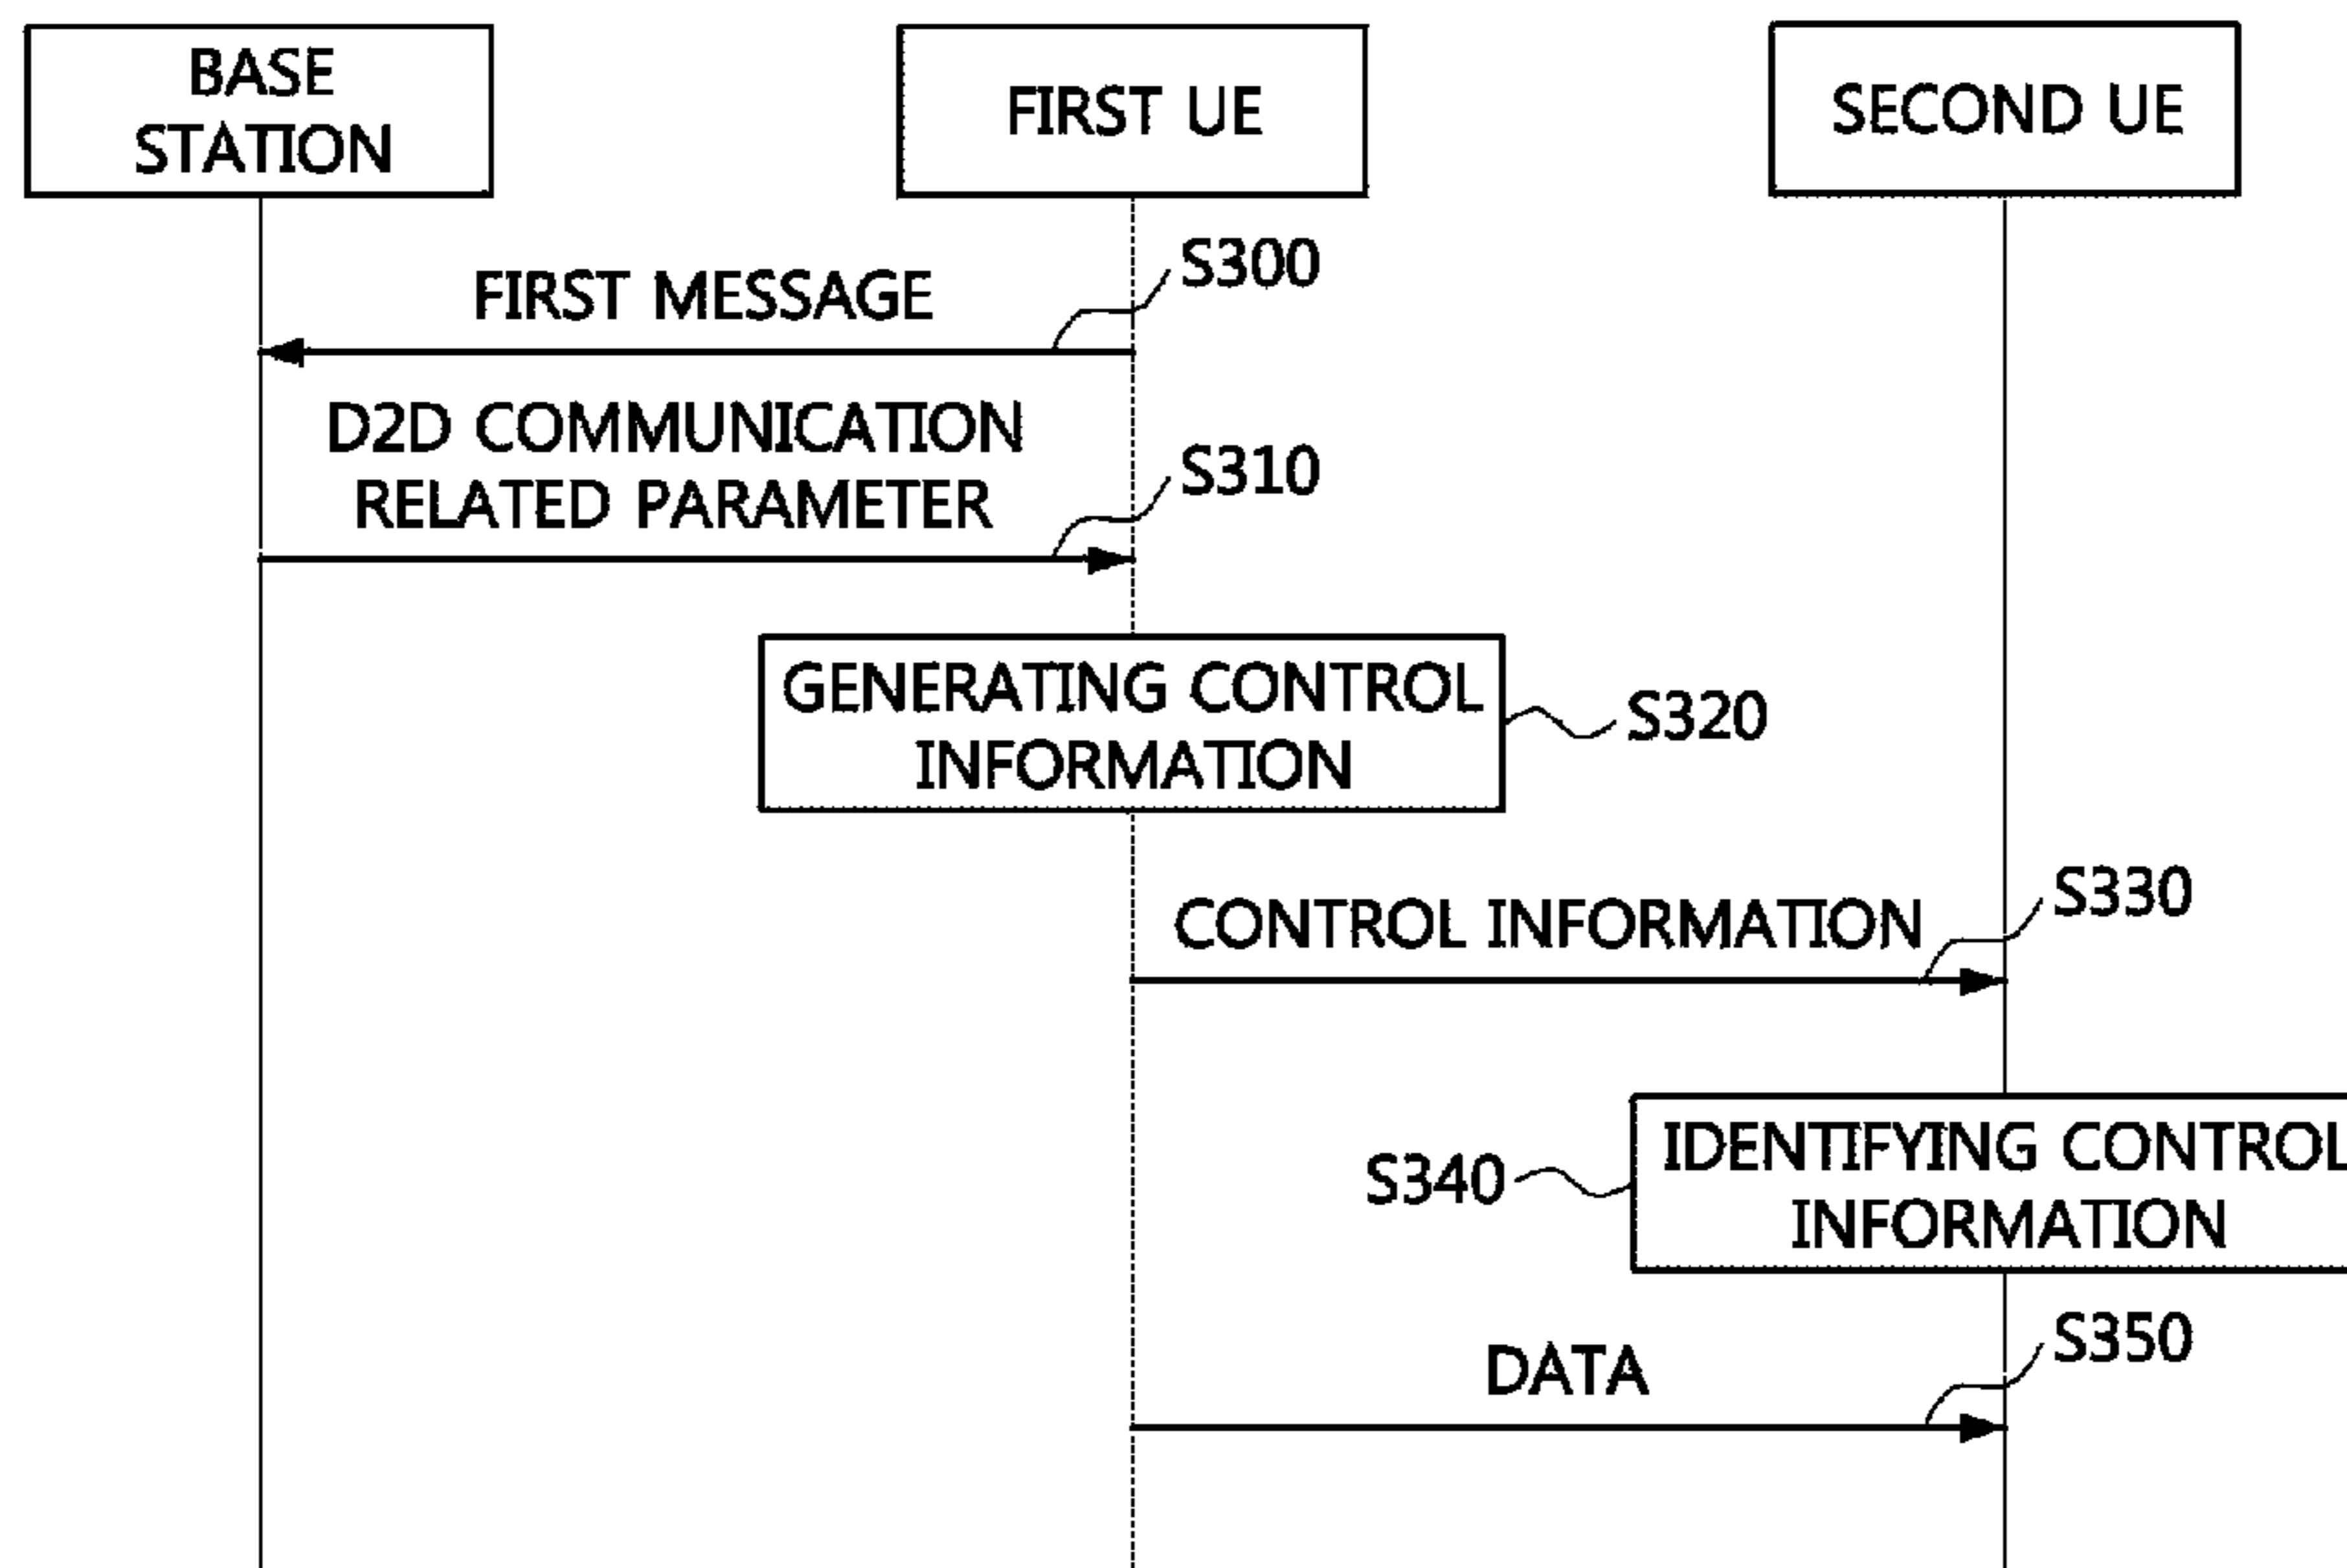 BASE
STATION
FIRST UE
SECOND UE
FIRST MESSAGE
S300
D2D COMMUNICATION
RELATED PARAMETER
S310
GENERATING CONTROL
INFORMATION
S320
CONTROL INFORMATION
S330
S340
IDENTIFYING CONTROL
INFORMATION
DATA
S350